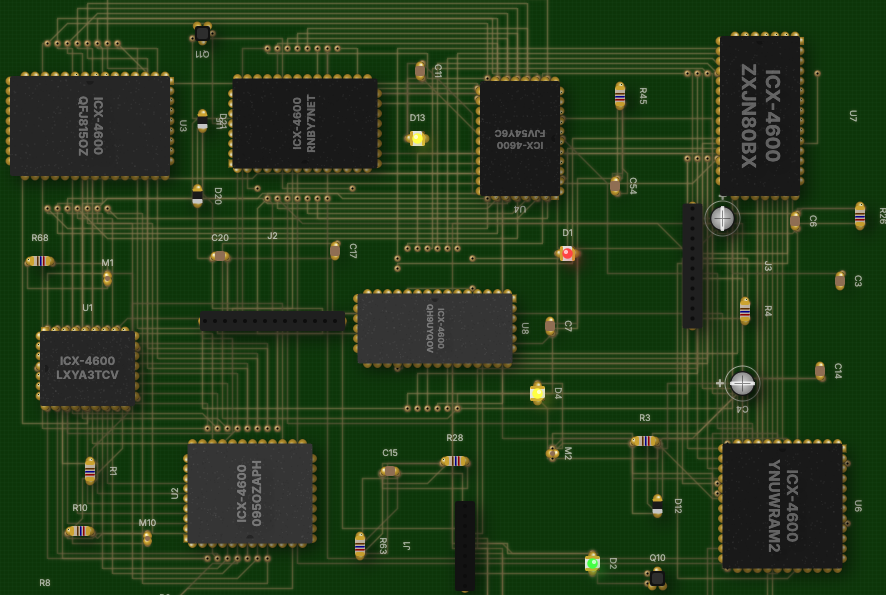 Q11
C11
R45
U7
ICX-4600
ZXJN80BX
ICX-4600
QFJ815OZ
U3
ICX-4600
RNBY7NET
D13
ICX-4600
FJV54Y6C
U4
C54
D20
R26
C6
R68
C20
J2
C17
D1
J3
C3
M1
U1
R4
ICX-4600
QH9UYQOV
U8
C7
ICX-4600
LXYA3TCV
C14
D4
C4
R3
R28
C15
M2
R1
U2
ICX-4600
095OZAPH
ICX-4600
YNUWRAM2
U6
D12
R10
M10
R63
J1
D2
Q10
R8